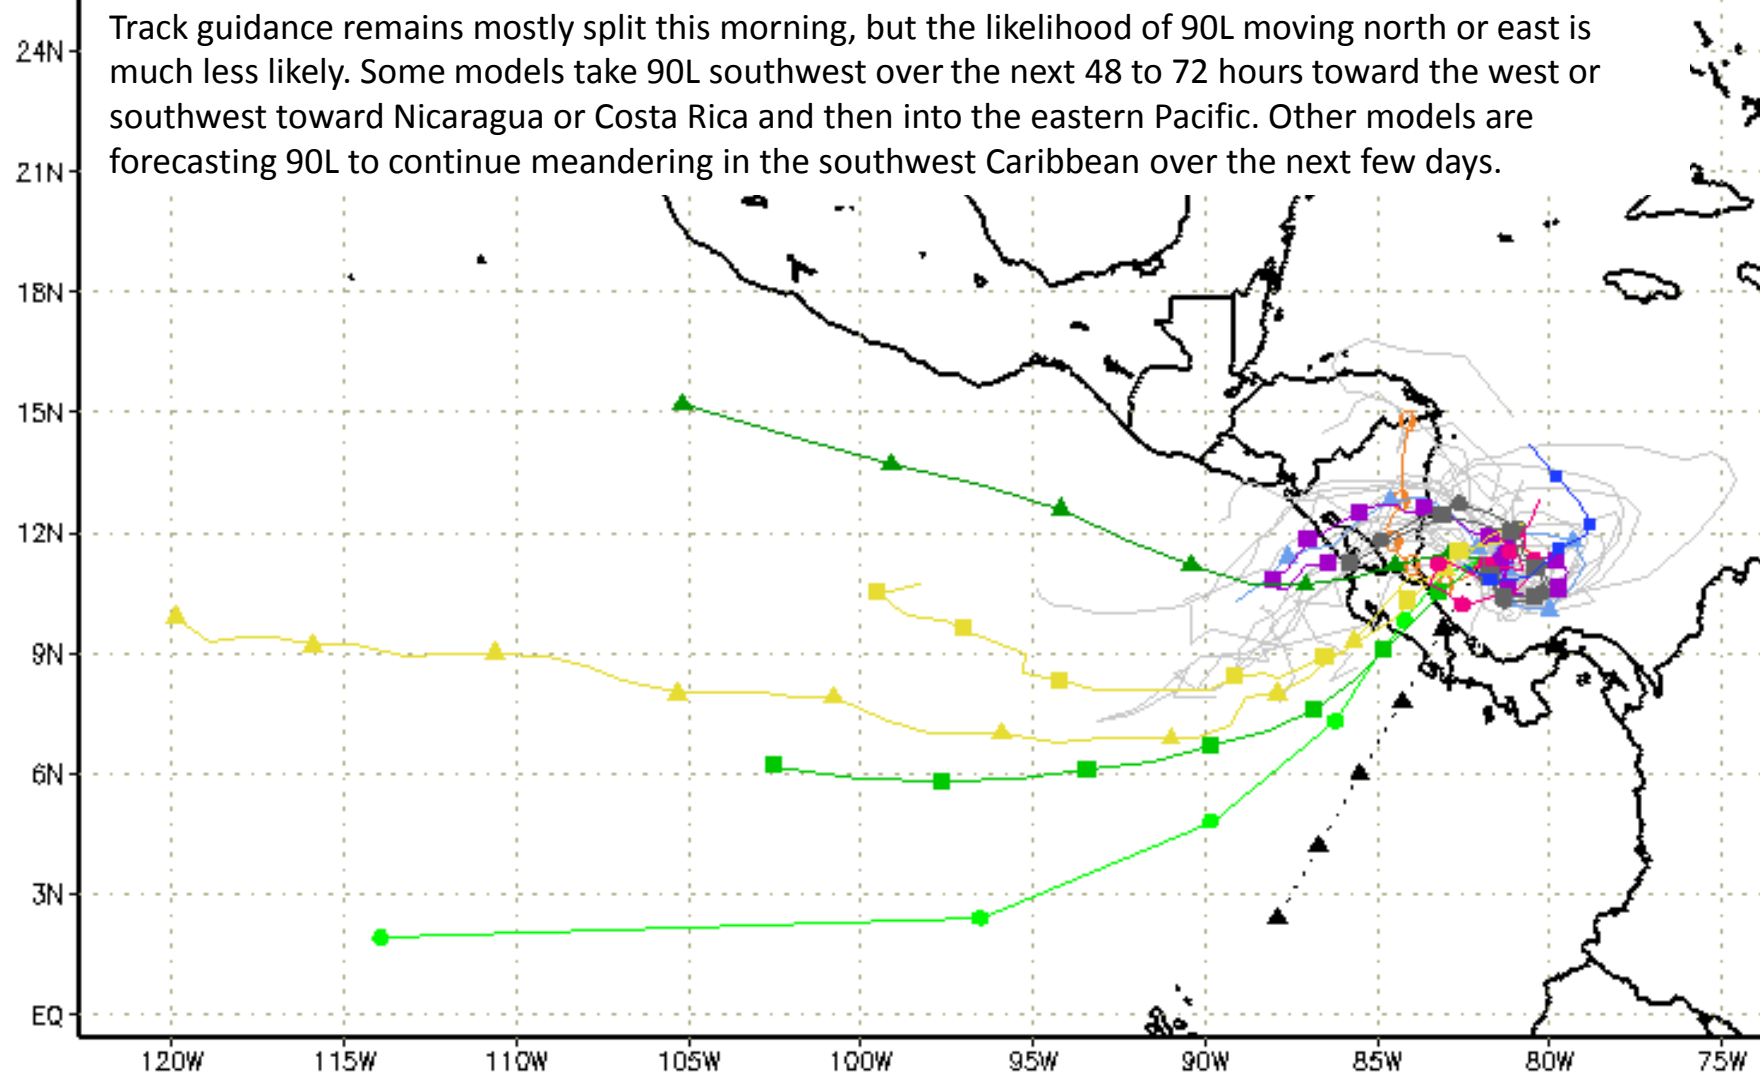 Track guidance remains mostly split this morning, but the likelihood of 90L moving north or east is
much less likely. Some models take 90L southwest over the next 48 to 72 hours toward the west or
southwest toward Nicaragua or Costa Rica and then into the eastern Pacific. Other models are
forecasting 90L to continue meandering in the southwest Caribbean over the next few days.
24N
21N
18N
15N
12N
9N
6N
3N
EQ
120W 115W 110W 105W 100W 95W 90W 85W 80W 75W